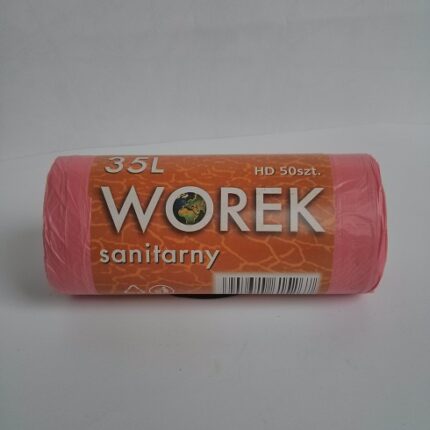 35L
HD 50szt.
WOREK
sanitarny